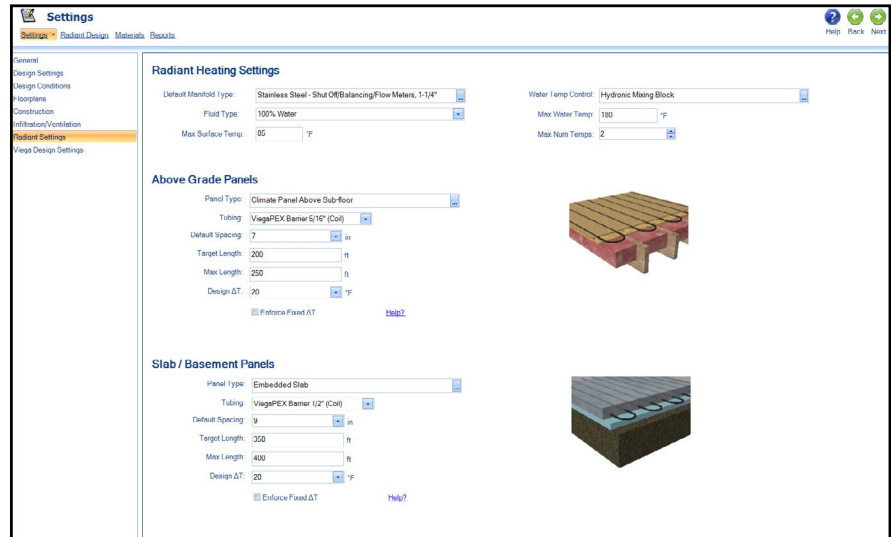 Settings
Help Back Next
Settings Radiant Design Materials Reports
General
Design Settings
Design Conditions
Floorplans
Construction
Infiltration/Ventilation
Radiant Settings
Viega Design Settings
Radiant Heating Settings
Default Manifold Type: Stainless Steel - Shut Off/Balancing/Flow Meters, 1-1/4" ...
Water Temp Control: Hydronic Mixing Block ...
Fluid Type: 100% Water
Max Water Temp: 180 °F
Max Surface Temp: 85 °F
Max Num Temps: 2
Above Grade Panels
Panel Type: Climate Panel Above Sub-floor ...
Tubing: ViegaPEX Barrier 5/16" (Coil)
Default Spacing: 7 in
Target Length: 200 ft
Max Length: 250 ft
Design ΔT: 20 °F
Enforce Fixed ΔT Help?
Slab / Basement Panels
Panel Type: Embedded Slab ...
Tubing: ViegaPEX Barrier 1/2" (Coil)
Default Spacing: 9 in
Target Length: 350 ft
Max Length: 400 ft
Design ΔT: 20 °F
Enforce Fixed ΔT Help?